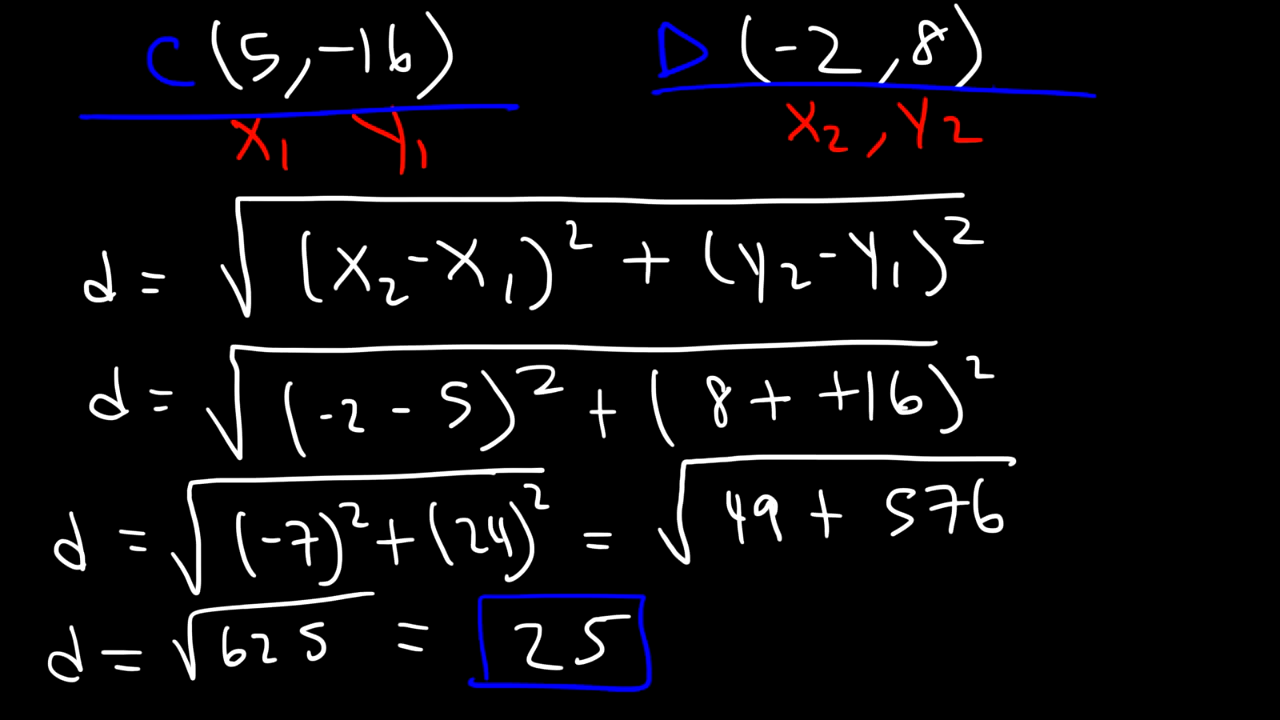 C (5,-16) D (-2,8)
X₁ Y₁ X₂, Y₂
d = √(X₂-X₁)² + (Y₂-Y₁)²
d = √(-2-5)² + (8+ +16)²
d = √(-7)²+(24)² = √49 + 576
d = √625 = 25